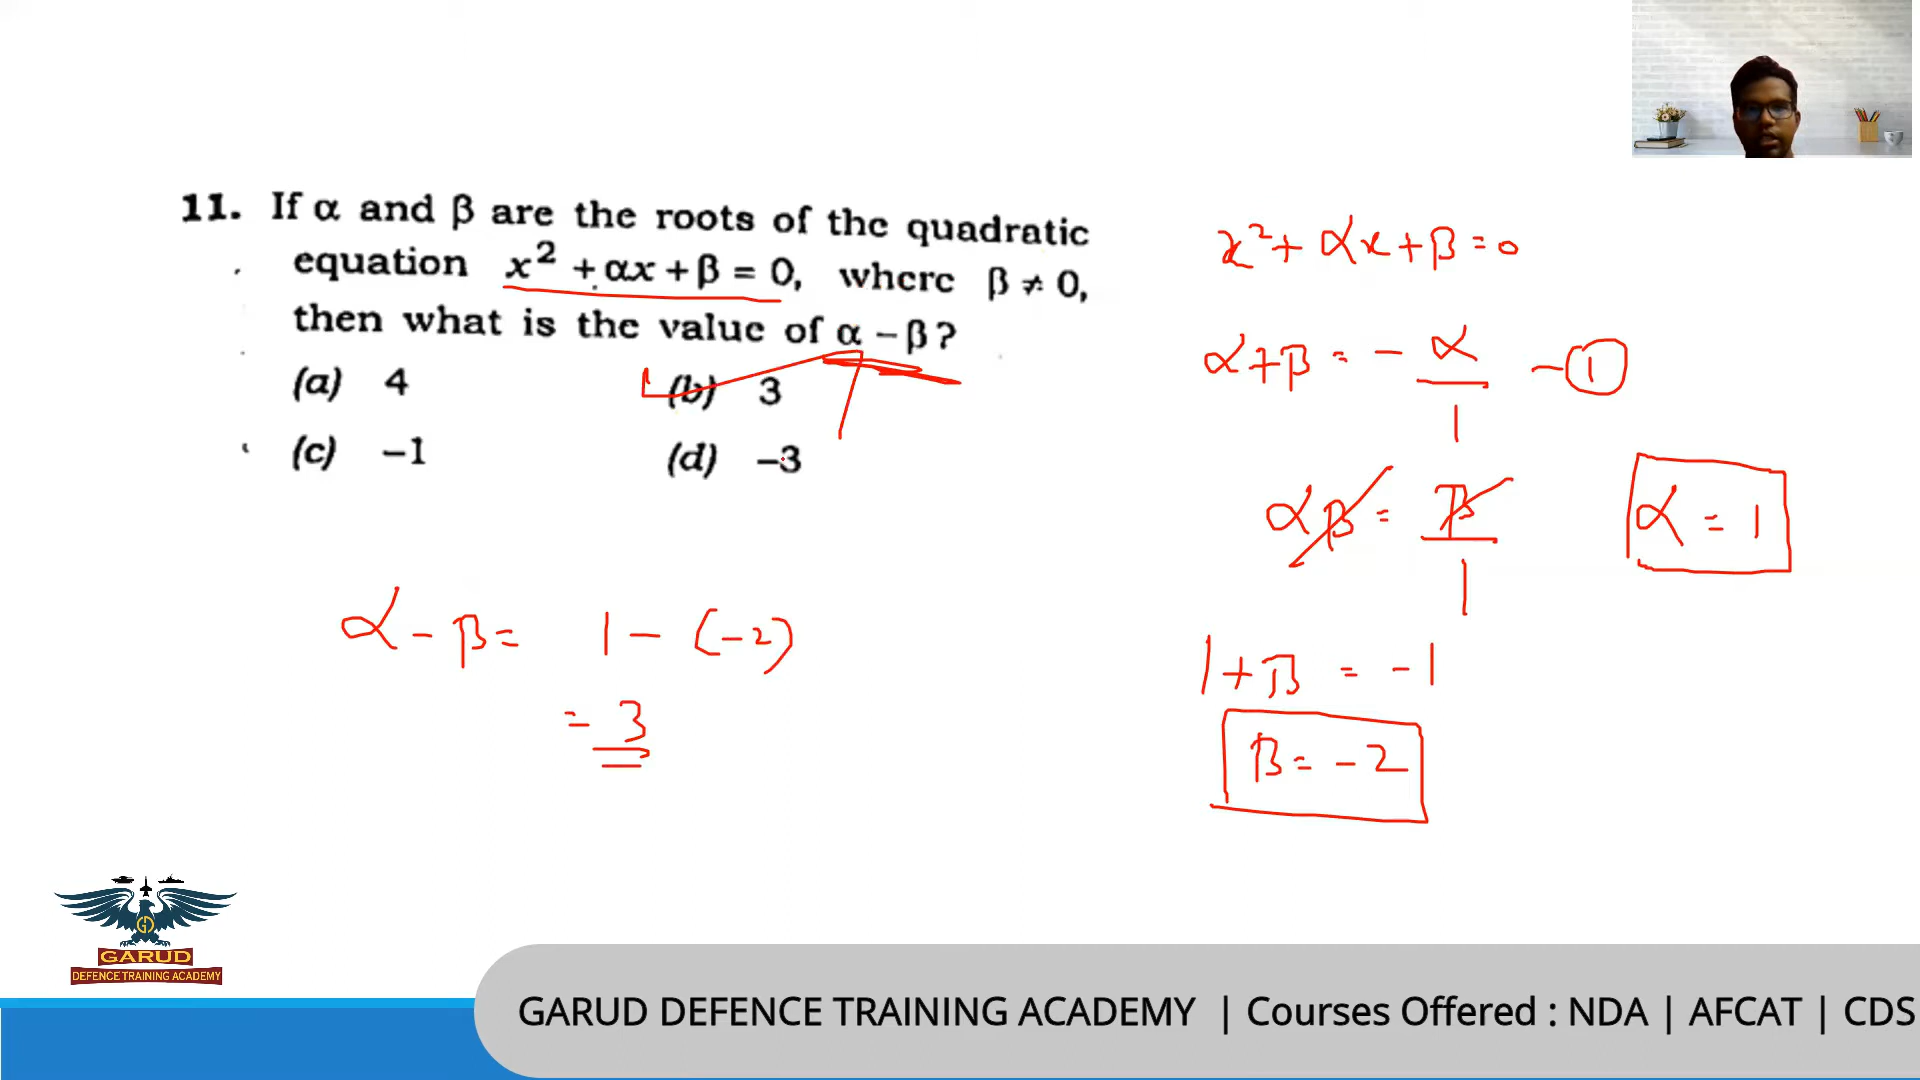 11. If α and β are the roots of the quadratic
equation x² + αx + β = 0, where β ≠ 0,
then what is the value of α – β?
(a) 4 (b) 3
(c) –1 (d) –3
x² + αx + β = 0
α + β = – α/1 – ①
αβ = β/1
α = 1
1 + β = –1
β = –2
α – β = 1 – (–2)
= 3
GD
GARUD
DEFENCE TRAINING ACADEMY
GARUD DEFENCE TRAINING ACADEMY | Courses Offered : NDA | AFCAT | CDS